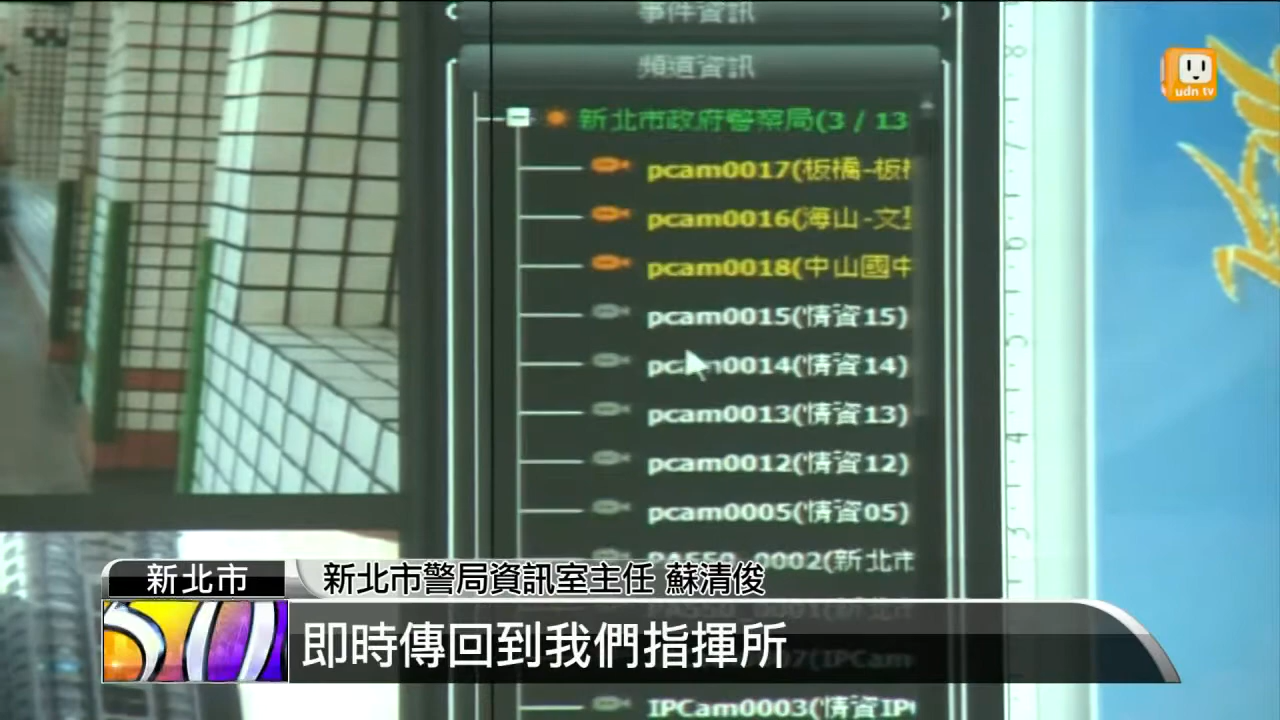 事件資訊
頻道資訊
udn tv
新北市政府警察局(3 / 13
pcam0017(板橋-板
pcam0016(海山-文
pcam0018(中山國中
pcam0015(情資15)
pcam0014(情資14)
pcam0013(情資13)
pcam0012(情資12)
pcam0005(情資05)
0002(新北市
新北市
新北市警局資訊室主任 蘇清俊
即時傳回到我們指揮所
IPCam0003(情資IP